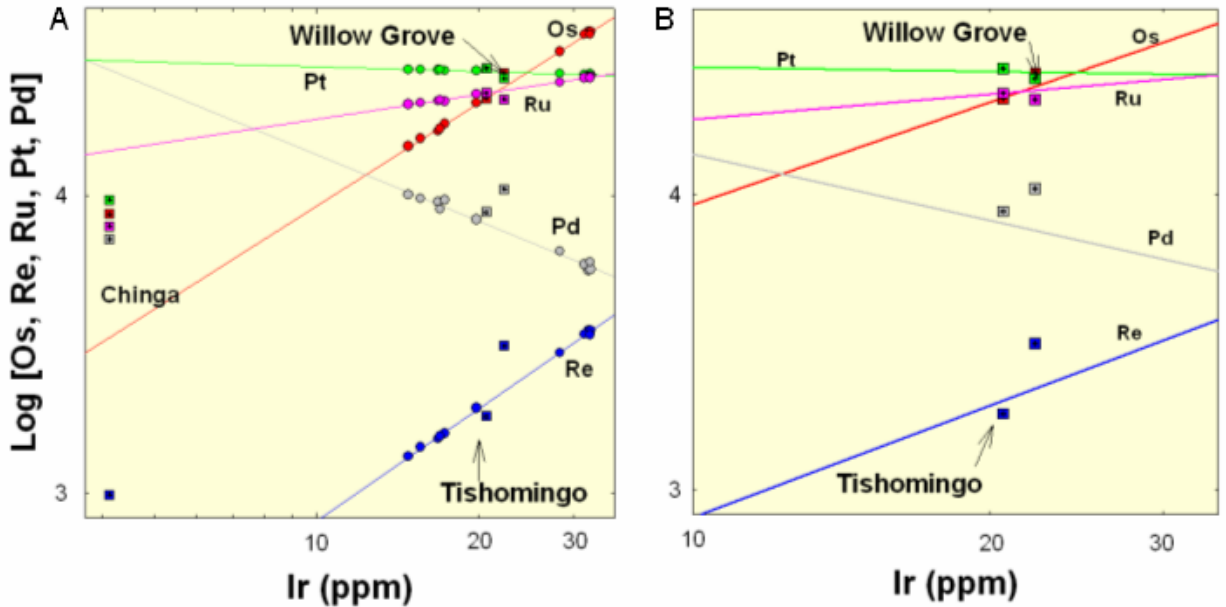 A
Log [Os, Re, Ru, Pt, Pd]
4
3
Willow Grove
Os
Pt
Ru
Pd
Chinga
Re
Tishomingo
10
20
30
Ir (ppm)
B
Os
Willow Grove
Pt
Ru
4
Pd
Re
Tishomingo
3
10
20
30
Ir (ppm)